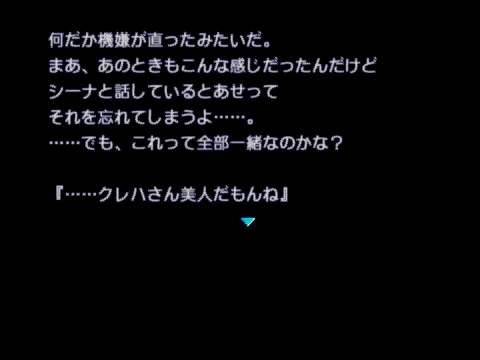 何だか機嫌が直ったみたいだ。
まあ、あのときもこんな感じだったんだけど
シーナと話しているとあせって
それを忘れてしまうよ……。
……でも、これって全部一緒なのかな？
『……クレハさん美人だもんね』